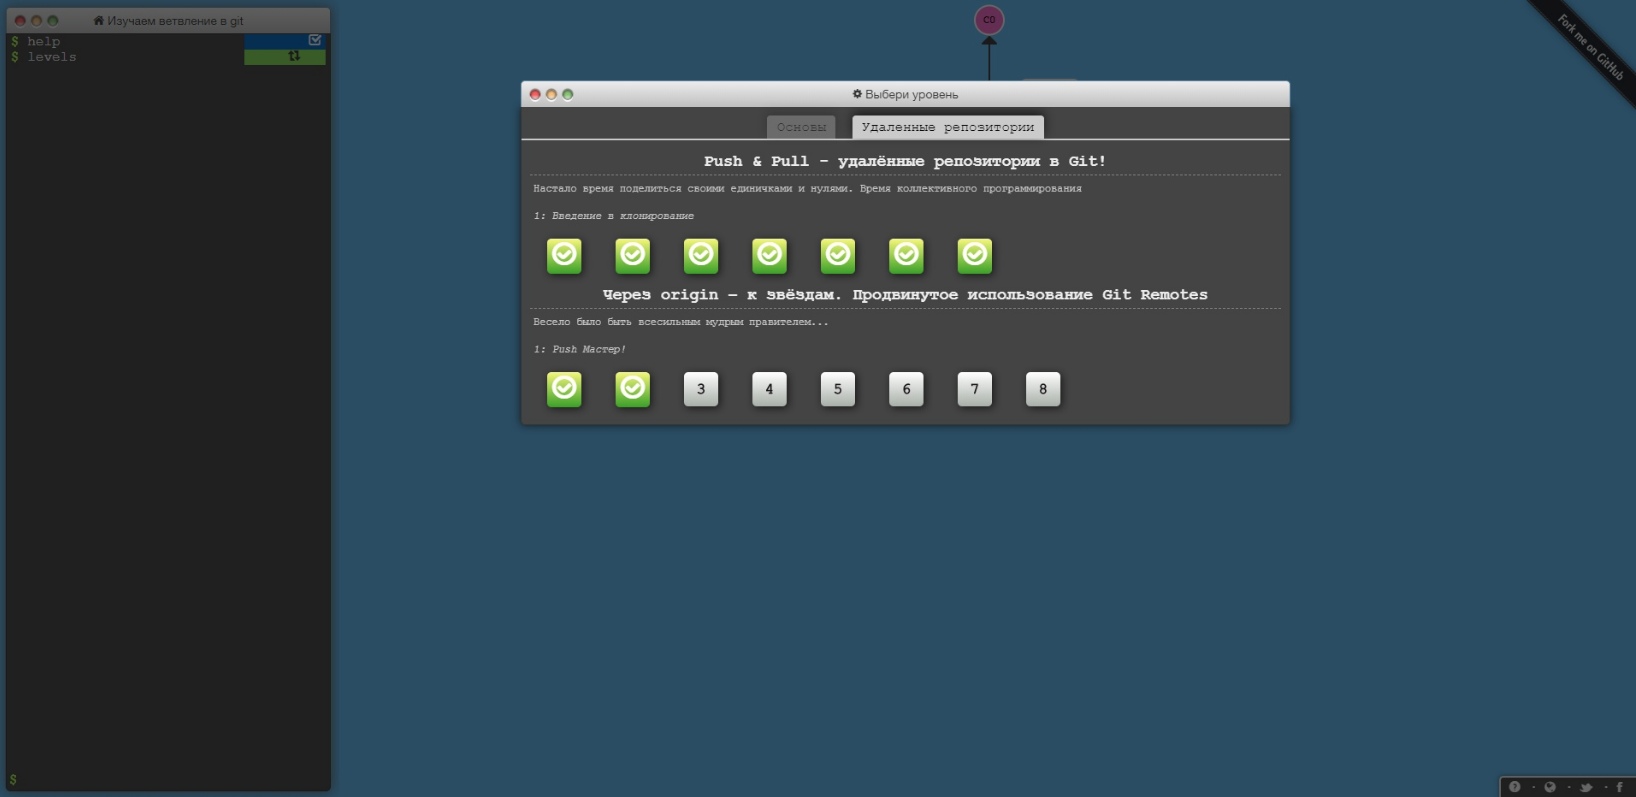 Изучаем ветвление в git
$ help
$ levels
$
C0
Fork me on GitHub
Выбери уровень
Основы
Удаленные репозитории
Push & Pull - удалённые репозитории в Git!
Настало время поделиться своими единичками и нулями. Время коллективного программирования
1: Введение в клонирование
Через origin – к звёздам. Продвинутое использование Git Remotes
Весело было быть всесильным мудрым правителем...
1: Push Мастер!
3 4 5 6 7 8